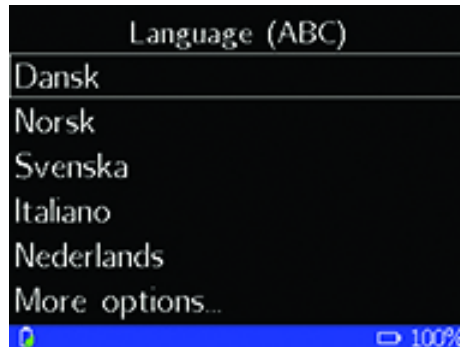 Language (ABC)
Dansk
Norsk
Svenska
Italiano
Nederlands
More options...
100%